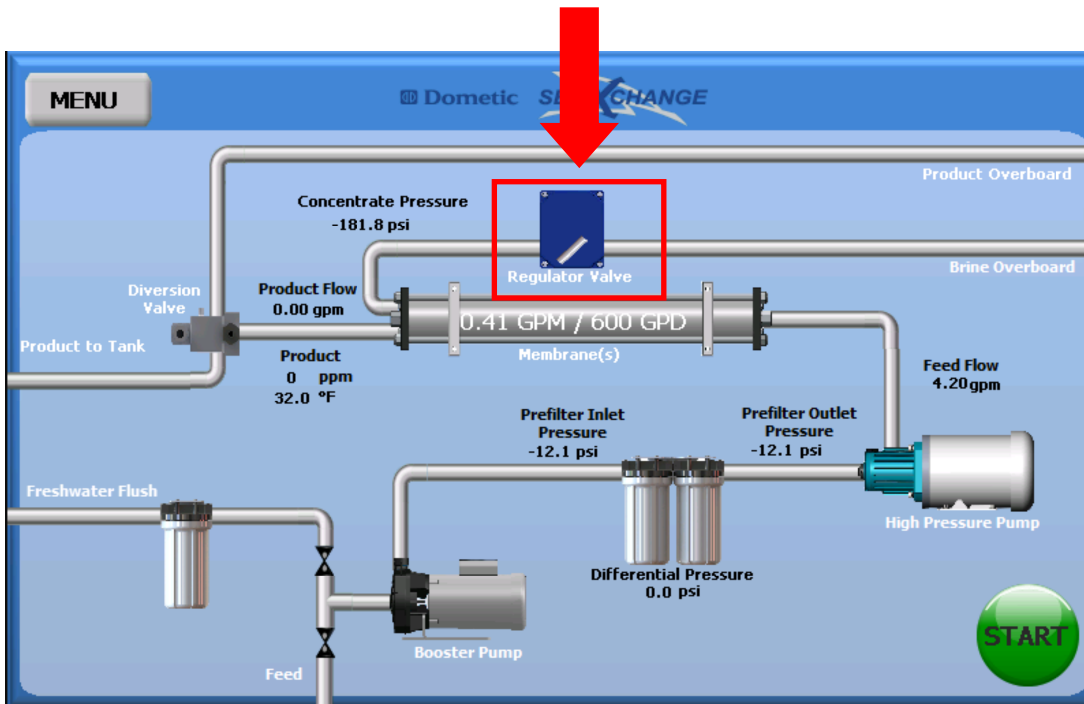 MENU
Dometic
Product Overboard
Concentrate Pressure
-181.8 psi
Regulator Valve
Brine Overboard
Diversion
Valve
Product Flow
0.00 gpm
0.41 GPM / 600 GPD
Product to Tank
Membrane(s)
Product
0 ppm
32.0 °F
Feed Flow
4.20gpm
Prefilter Inlet
Pressure
-12.1 psi
Prefilter Outlet
Pressure
-12.1 psi
Freshwater Flush
High Pressure Pump
Differential Pressure
0.0 psi
START
Booster Pump
Feed